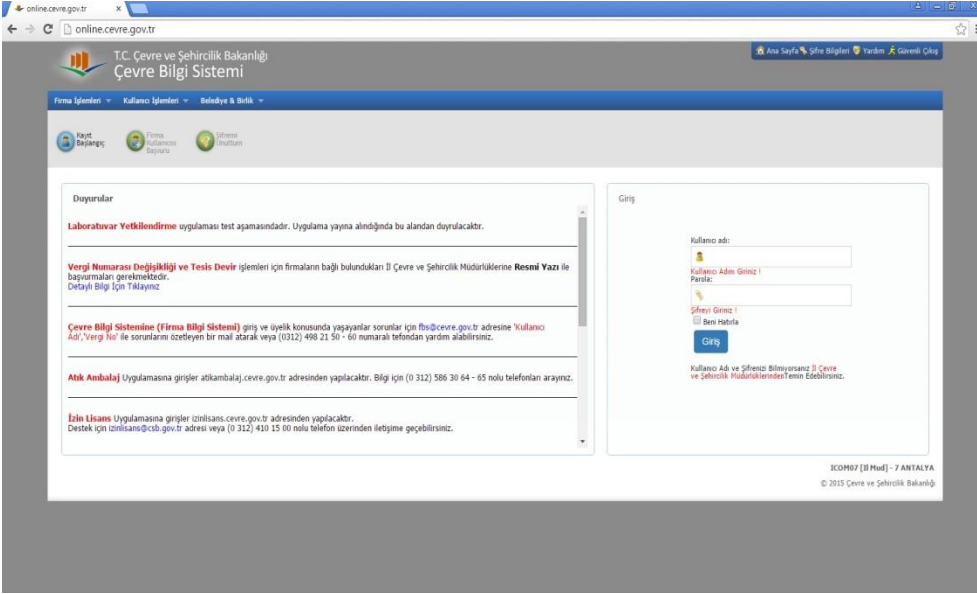 online.cevre.gov.tr
online.cevre.gov.tr
T.C. Çevre ve Şehircilik Bakanlığı
Çevre Bilgi Sistemi
Ana Sayfa Şifre Bilgileri Yardım Güvenli Çıkış
Firma İşlemleri Kullanıcı İşlemleri Belediye & Birlik
Kayıt
Başlangıç
Firma
Kullanıcısı
Başvuru
Şifremi
Unuttum
Duyurular
Laboratuvar Yetkilendirme uygulaması test aşamasındadır. Uygulama yayına alındığında bu alandan duyrulacaktır.
Vergi Numarası Değişikliği ve Tesis Devir işlemleri için firmaların bağlı bulundukları İl Çevre ve Şehircilik Müdürlüklerine Resmi Yazı ile
başvurmaları gerekmektedir.
Detaylı Bilgi İçin Tıklayınız
Çevre Bilgi Sistemine (Firma Bilgi Sistemi) giriş ve üyelik konusunda yaşayanlar sorunlar için fbs@cevre.gov.tr adresine 'Kullanıcı
Adı','Vergi No' ile sorunlarını özetleyen bir mail atarak veya (0312) 498 21 50 - 60 numaralı tefondan yardım alabilirsiniz.
Atık Ambalaj Uygulamasına girişler atikambalaj.cevre.gov.tr adresinden yapılacaktır. Bilgi için (0 312) 586 30 64 - 65 nolu telefonları arayınız.
İzin Lisans Uygulamasına girişler izinlisans.cevre.gov.tr adresinden yapılacaktır.
Destek için izinlisans@csb.gov.tr adresi veya (0 312) 410 15 00 nolu telefon üzerinden iletişime geçebilirsiniz.
Giriş
Kullanıcı adı:
Kullanıcı Adını Giriniz !
Parola:
Şifreyi Giriniz !
Beni Hatırla
Giriş
Kullanıcı Adı ve Şifrenizi Bilmiyorsanız İl Çevre
ve Şehircilik MüdürlüklerindenTemin Edebilirsiniz.
ICOM07 [Il Mud] - 7 ANTALYA
© 2015 Çevre ve Şehircilik Bakanlığı